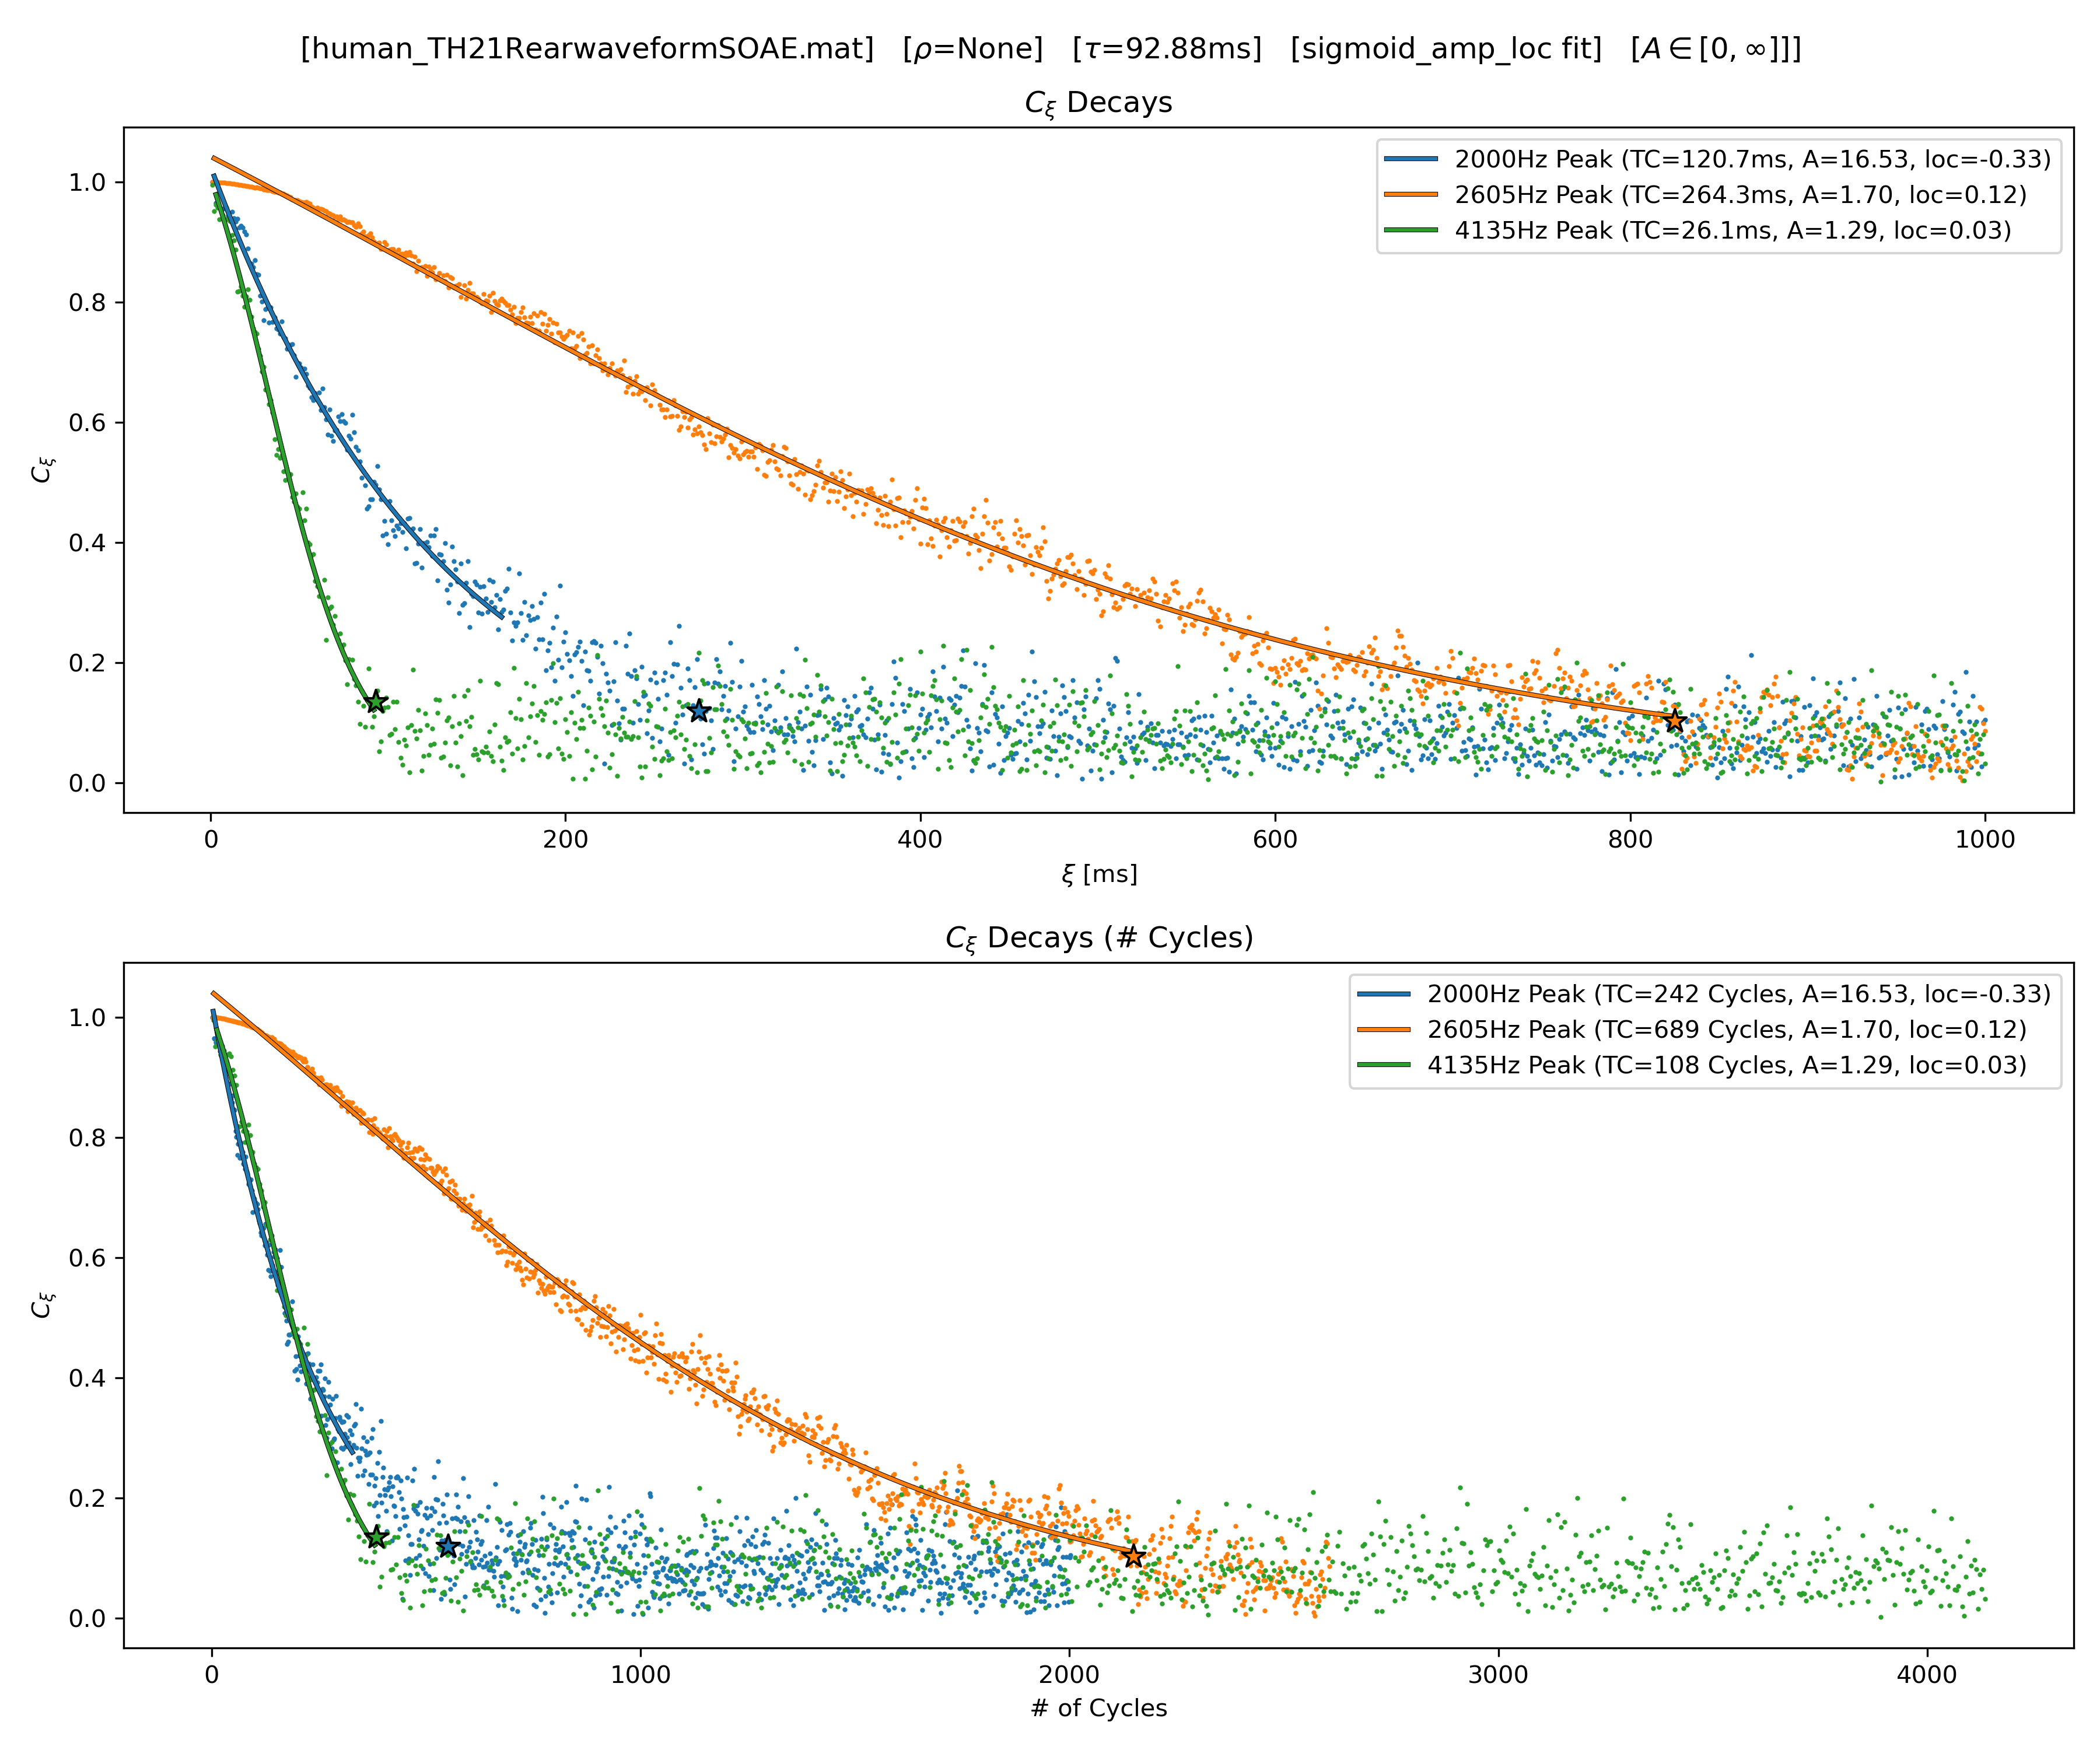 [human_TH21RearwaveformSOAE.mat]   [ρ=None]   [τ=92.88ms]   [sigmoid_amp_loc fit]   [A ∈ [0, ∞]]]
C_ξ Decays
2000Hz Peak (TC=120.7ms, A=16.53, loc=-0.33)
2605Hz Peak (TC=264.3ms, A=1.70, loc=0.12)
4135Hz Peak (TC=26.1ms, A=1.29, loc=0.03)
1.0
0.8
0.6
0.4
0.2
0.0
C_ξ
0 200 400 600 800 1000
ξ [ms]
C_ξ Decays (# Cycles)
2000Hz Peak (TC=242 Cycles, A=16.53, loc=-0.33)
2605Hz Peak (TC=689 Cycles, A=1.70, loc=0.12)
4135Hz Peak (TC=108 Cycles, A=1.29, loc=0.03)
1.0
0.8
0.6
0.4
0.2
0.0
C_ξ
0 1000 2000 3000 4000
# of Cycles